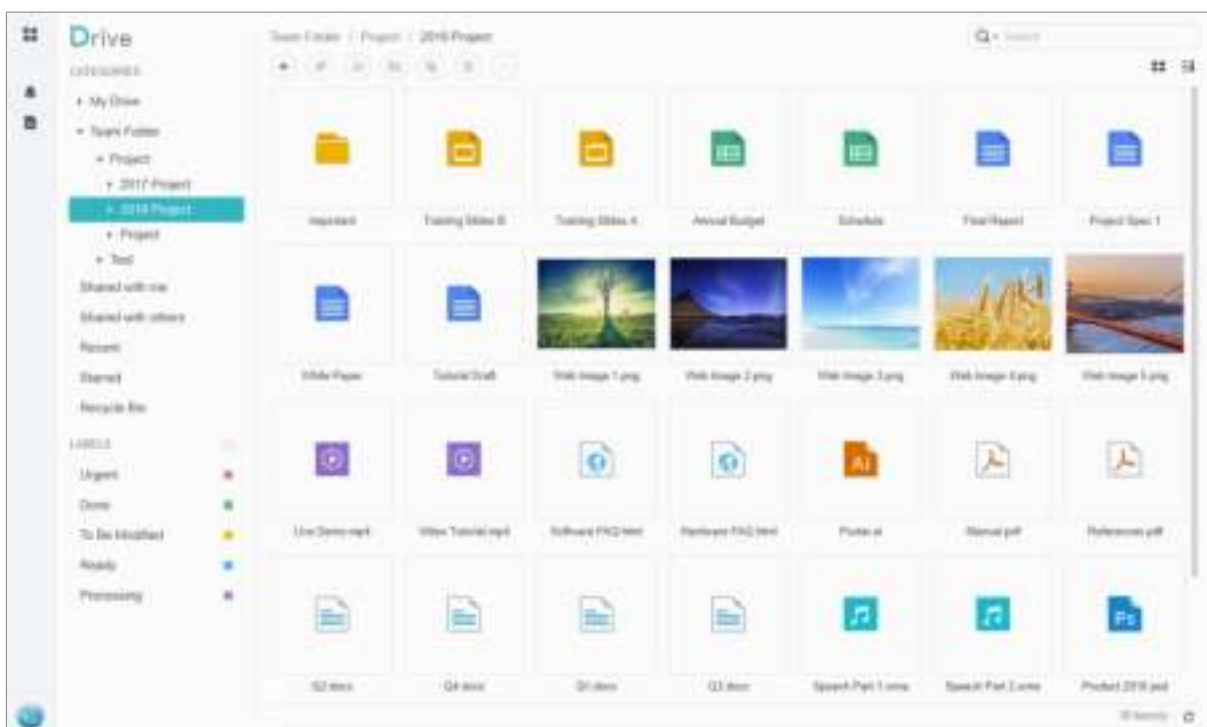 Drive
CATEGORIES
My Drive
Team Folder
Project
2017 Project
2018 Project
Project
Test
Shared with me
Shared with others
Recent
Starred
Recycle Bin
LABELS
Urgent
Done
To Be Modified
Ready
Processing
Team Folder / Project / 2018 Project
Search
Important
Training Slides B
Training Slides A
Annual Budget
Schedule
Final Report
Project Spec 1
White Paper
Tutorial Draft
Web Image 1.png
Web Image 2.png
Web Image 3.png
Web Image 4.png
Web Image 5.png
Live Demo.mp4
Video Tutorial.mp4
Software FAQ.html
Hardware FAQ.html
Ai
Poster.ai
Manual.pdf
References.pdf
Q2.docx
Q4.docx
Q1.docx
Q3.docx
Speech Part 1.wma
Speech Part 2.wma
Ps
Product 2018.psd